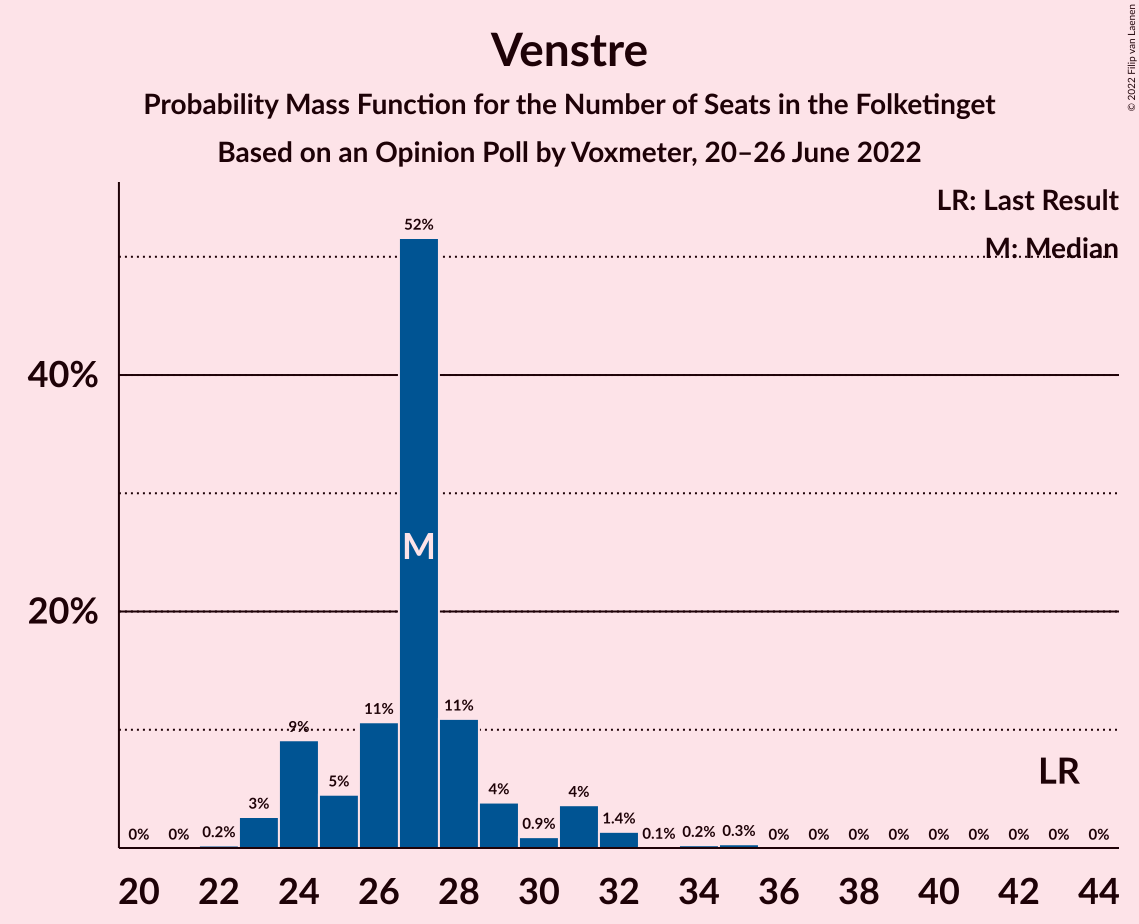 Venstre
Probability Mass Function for the Number of Seats in the Folketinget
Based on an Opinion Poll by Voxmeter, 20–26 June 2022
© 2022 Filip van Laenen
LR: Last Result
M: Median
40%
20%
0% 0% 0.2% 3% 9% 5% 11% 52% 11% 4% 0.9% 4% 1.4% 0.1% 0.2% 0.3% 0% 0% 0% 0% 0% 0% 0% 0% 0%
M
LR
20 22 24 26 28 30 32 34 36 38 40 42 44